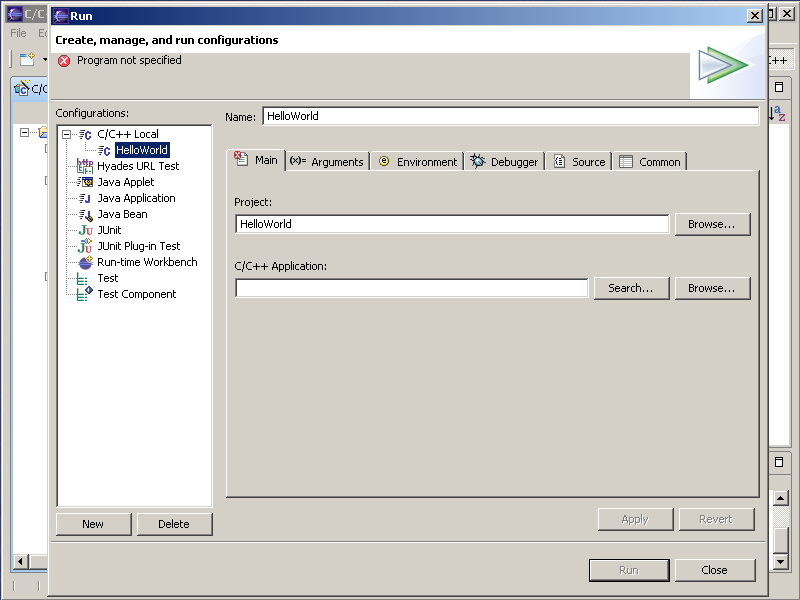 C/C
Run
File
Create, manage, and run configurations
Program not specified
C++
C/C
Configurations:
Name:
HelloWorld
C/C++ Local
HelloWorld
Hyades URL Test
Java Applet
Java Application
Java Bean
JUnit
JUnit Plug-in Test
Run-time Workbench
Test
Test Component
Main
(x)= Arguments
Environment
Debugger
Source
Common
Project:
HelloWorld
Browse...
C/C++ Application:
Search...
Browse...
New
Delete
Apply
Revert
Run
Close